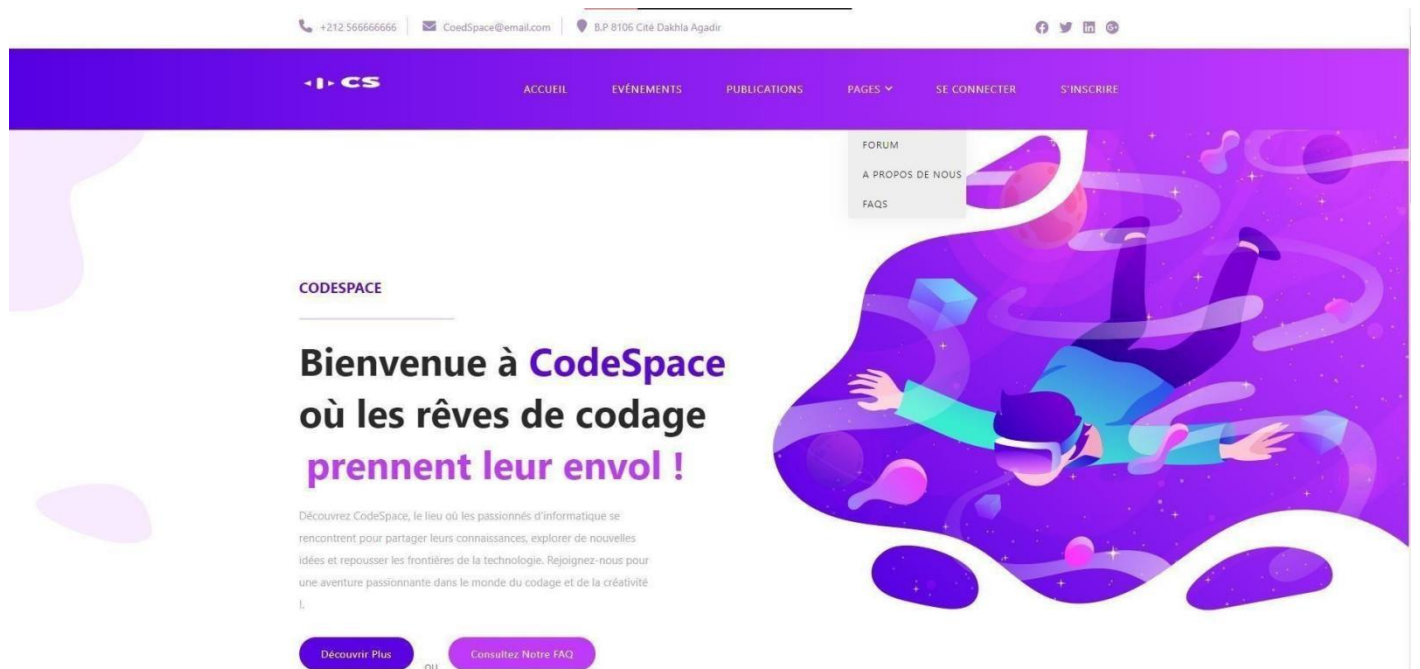 +212 566666666
CoedSpace@email.com
B.P 8106 Cité Dakhla Agadir
CS
ACCUEIL
EVÉNEMENTS
PUBLICATIONS
PAGES
SE CONNECTER
S'INSCRIRE
FORUM
A PROPOS DE NOUS
FAQS
CODESPACE
Bienvenue à CodeSpace
où les rêves de codage
prennent leur envol !
Découvrez CodeSpace, le lieu où les passionnés d'informatique se
rencontrent pour partager leurs connaissances, explorer de nouvelles
idées et repousser les frontières de la technologie. Rejoignez-nous pour
une aventure passionnante dans le monde du codage et de la créativité
!.
Découvrir Plus
ou
Consultez Notre FAQ